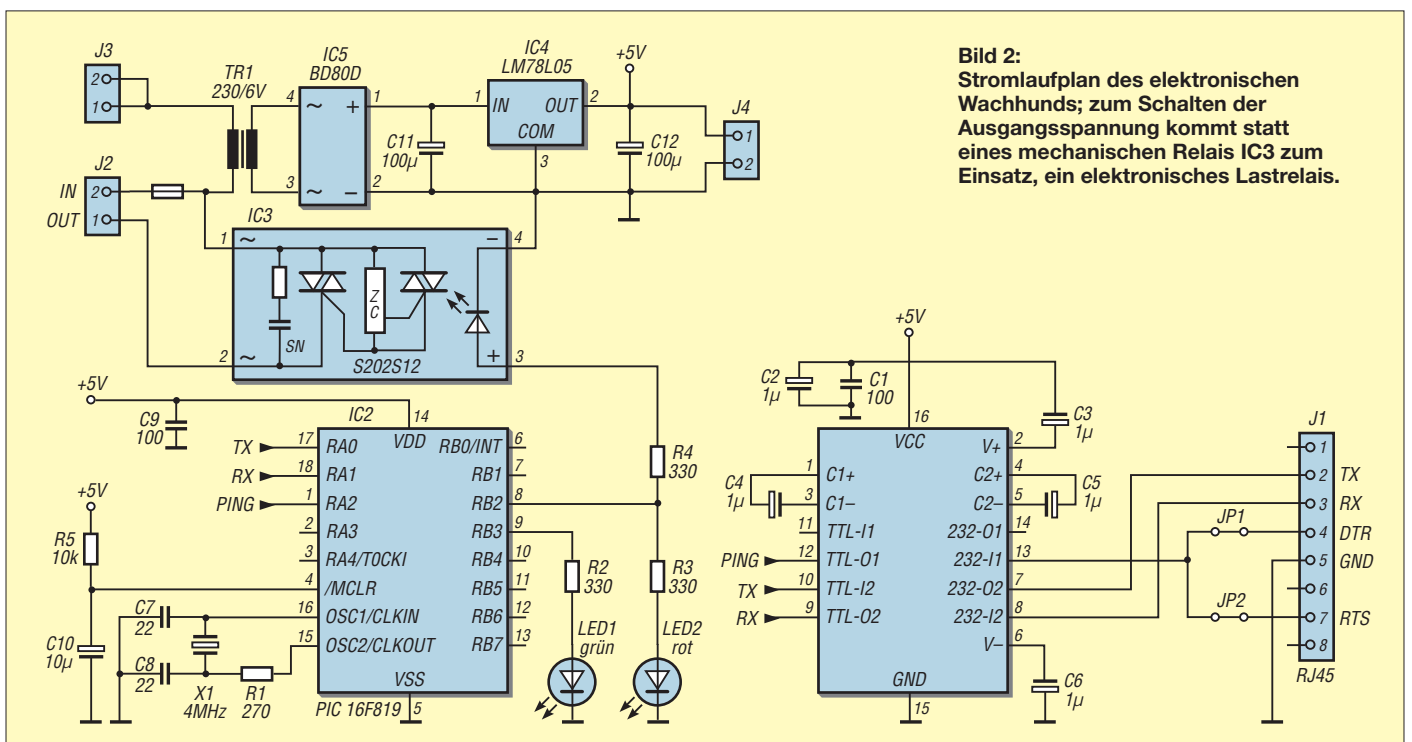 Bild 2:
Stromlaufplan des elektronischen
Wachhunds; zum Schalten der
Ausgangsspannung kommt statt
eines mechanischen Relais IC3 zum
Einsatz, ein elektronisches Lastrelais.
J3
2
1
TR1
230/6V
IC5
BD80D
4
~
+
1
3
~
–
2
C11
100µ
IC4
LM78L05
1
IN
OUT
2
COM
3
+5V
C12
100µ
J4
1
2
J2
IN
2
OUT
1
IC3
1
~
–
4
Z
C
SN
2
~
S202S12
+
3
+5V
C9
100
IC2
14
VDD
TX
17
RA0
RX
18
RA1
PING
1
RA2
2
RA3
3
RA4/T0CKI
4
/MCLR
16
OSC1/CLKIN
15
OSC2/CLKOUT
RB0/INT
6
RB1
7
RB2
8
RB3
9
RB4
10
RB5
11
RB6
12
RB7
13
VSS
PIC 16F819
5
+5V
R5
10k
C10
10µ
C7
22
C8
22
X1
4MHz
R1
270
R4
330
R2
330
R3
330
LED1
grün
LED2
rot
+5V
C2
1µ
C1
100
C3
1µ
16
VCC
V+
2
1
C1+
C2+
4
C4
1µ
3
C1–
C2–
5
C5
1µ
11
TTL-I1
232-O1
14
PING
12
TTL-O1
232-I1
13
TX
10
TTL-I2
232-O2
7
RX
9
TTL-O2
232-I2
8
V–
6
GND
15
C6
1µ
JP1
JP2
J1
1
2
TX
3
RX
4
DTR
5
GND
6
7
RTS
8
RJ45